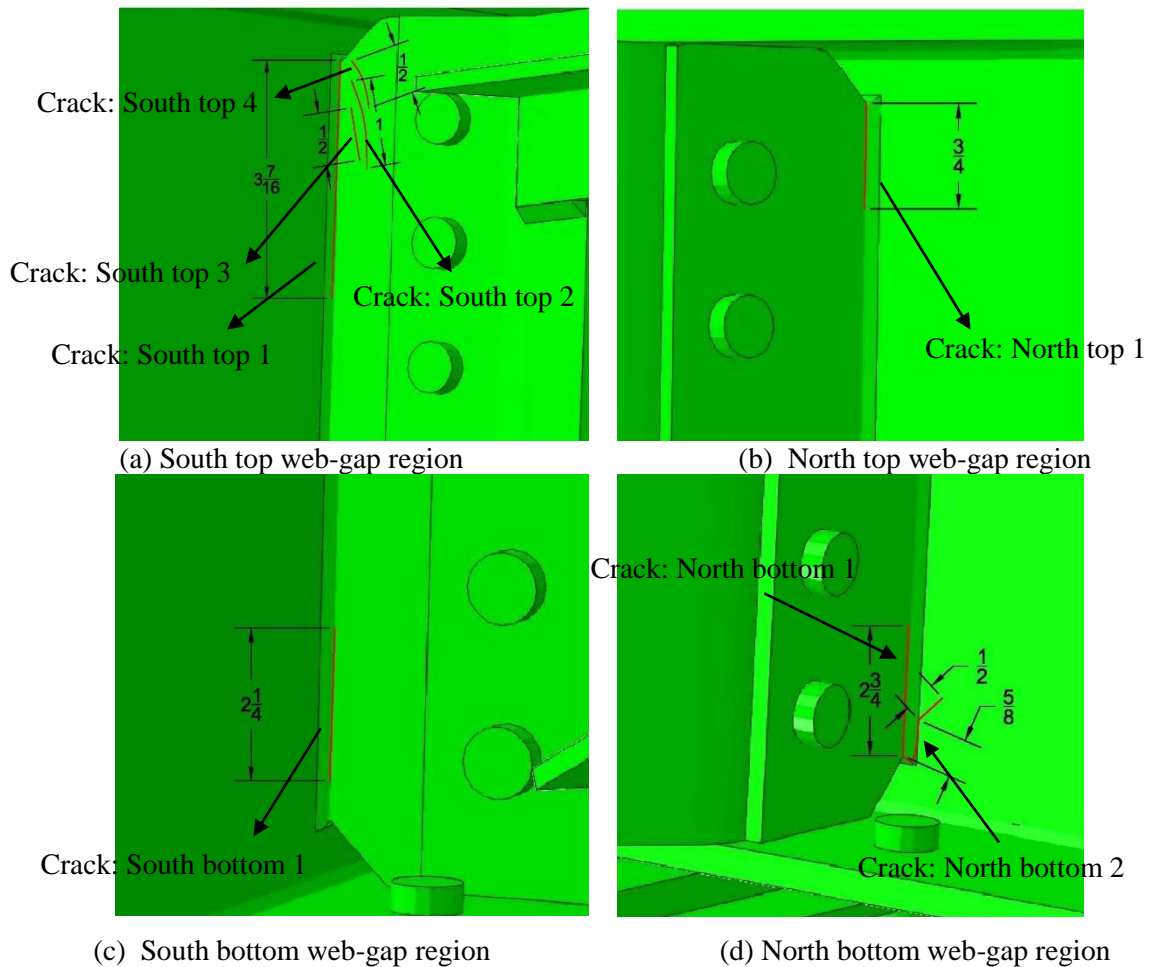 1/2
Crack: South top 4
1
1/2
3 7/16
Crack: South top 3
Crack: South top 2
Crack: South top 1
3/4
Crack: North top 1
(a) South top web-gap region
(b) North top web-gap region
2 1/4
Crack: South bottom 1
Crack: North bottom 1
1/2
2 3/4
5/8
Crack: North bottom 2
(c) South bottom web-gap region
(d) North bottom web-gap region